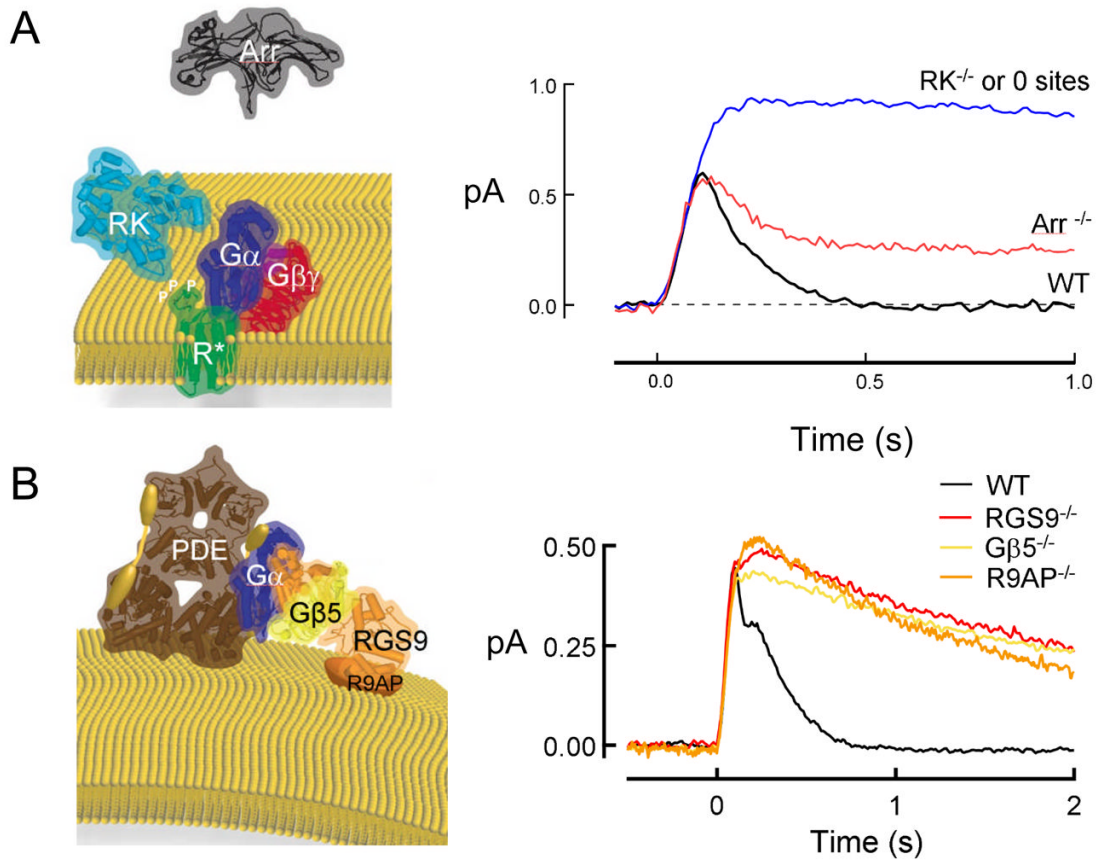 A
Arr
RK
Gα
Gβγ
P P P
R*
1.0
RK-/- or 0 sites
pA
0.5
Arr -/-
WT
0.0
0.0 0.5 1.0
Time (s)
B
PDE
Gα
Gβ5
RGS9
R9AP
WT
RGS9-/-
Gβ5-/-
R9AP-/-
0.50
pA
0.25
0.00
0 1 2
Time (s)